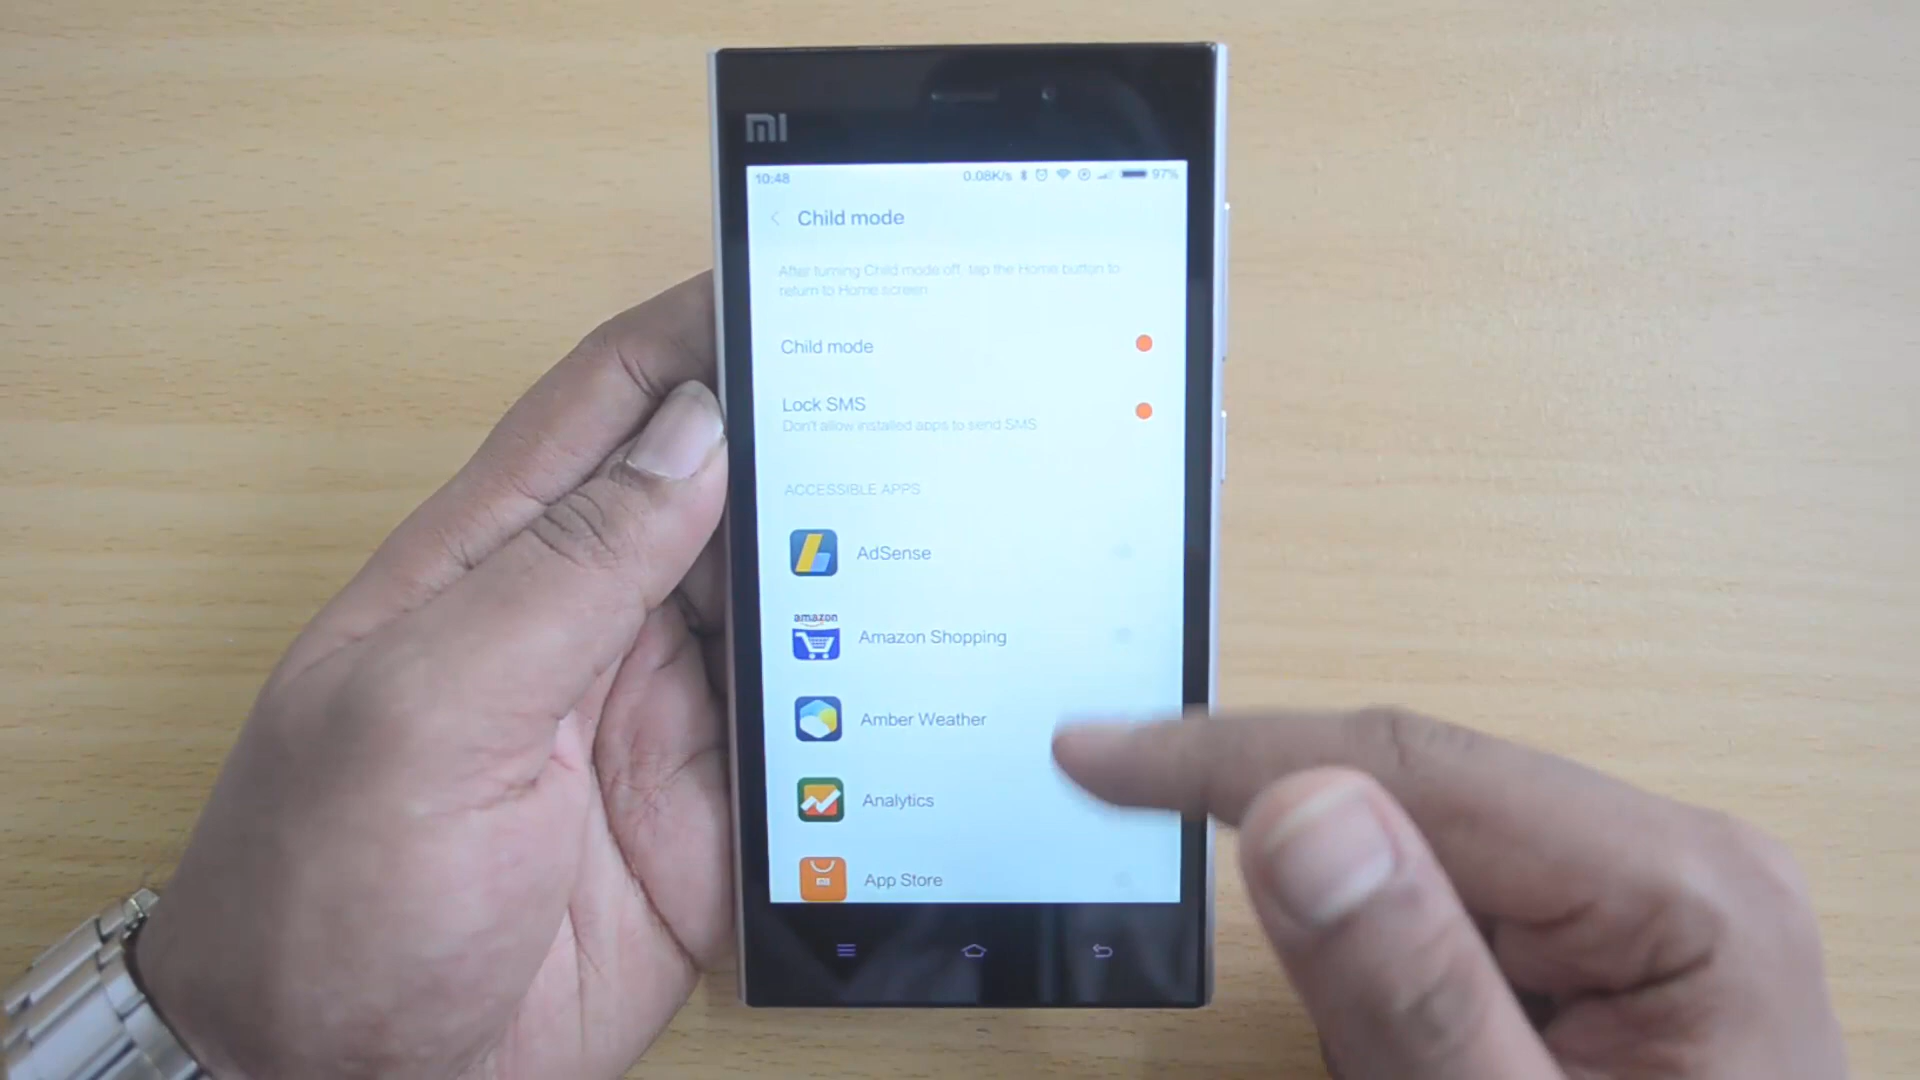 mi
10:48
0.08K/s
97%
Child mode
After turning Child mode off, tap the Home button to
return to Home screen
Child mode
Lock SMS
Don't allow installed apps to send SMS
ACCESSIBLE APPS
AdSense
amazon
Amazon Shopping
Amber Weather
Analytics
App Store